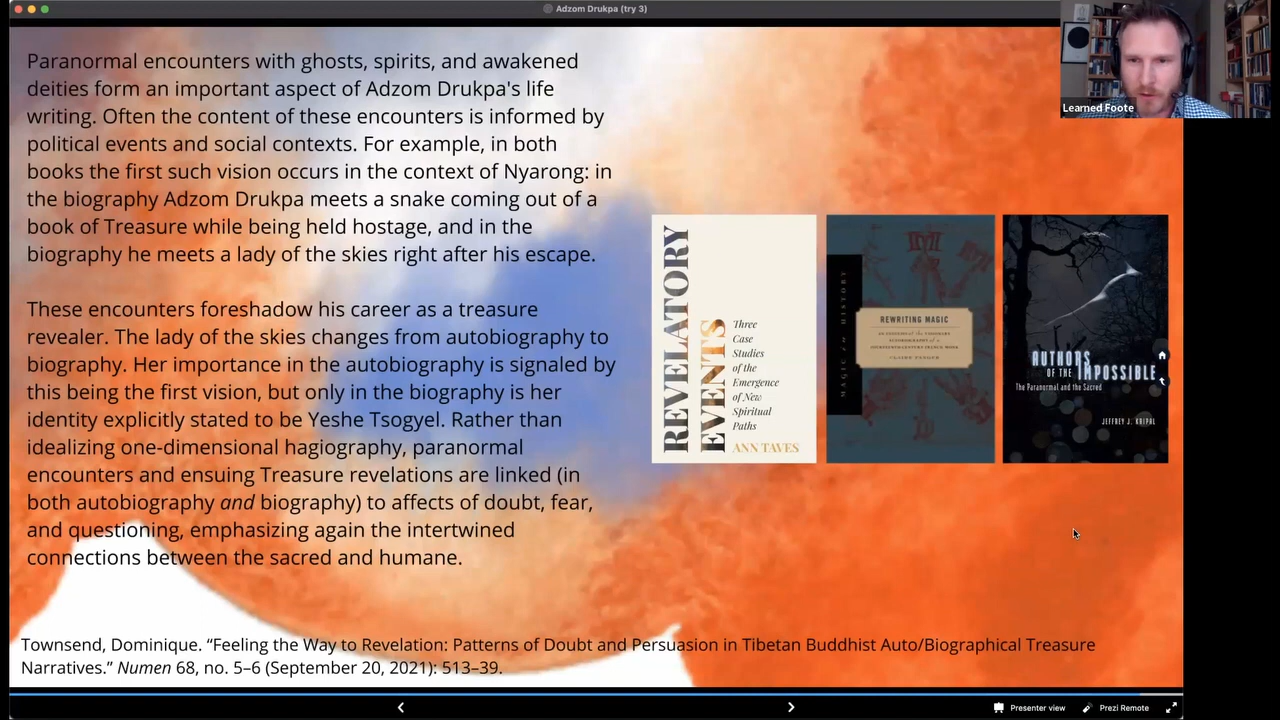 Adzom Drukpa (try 3)
Learned Foote
Paranormal encounters with ghosts, spirits, and awakened
deities form an important aspect of Adzom Drukpa's life
writing. Often the content of these encounters is informed by
political events and social contexts. For example, in both
books the first such vision occurs in the context of Nyarong: in
the biography Adzom Drukpa meets a snake coming out of a
book of Treasure while being held hostage, and in the
biography he meets a lady of the skies right after his escape.
These encounters foreshadow his career as a treasure
revealer. The lady of the skies changes from autobiography to
biography. Her importance in the autobiography is signaled by
this being the first vision, but only in the biography is her
identity explicitly stated to be Yeshe Tsogyel. Rather than
idealizing one-dimensional hagiography, paranormal
encounters and ensuing Treasure revelations are linked (in
both autobiography and biography) to affects of doubt, fear,
and questioning, emphasizing again the intertwined
connections between the sacred and humane.
REVELATORY
EVENTS
Three
Case
Studies
of the
Emergence
of New
Spiritual
Paths
ANN TAVES
MAGIC IN HISTORY
REWRITING MAGIC
AUTHORS
OF THE IMPOSSIBLE
The Paranormal and the Sacred
JEFFREY J. KRIPAL
Townsend, Dominique. “Feeling the Way to Revelation: Patterns of Doubt and Persuasion in Tibetan Buddhist Auto/Biographical Treasure
Narratives.” Numen 68, no. 5–6 (September 20, 2021): 513–39.
Presenter view
Prezi Remote